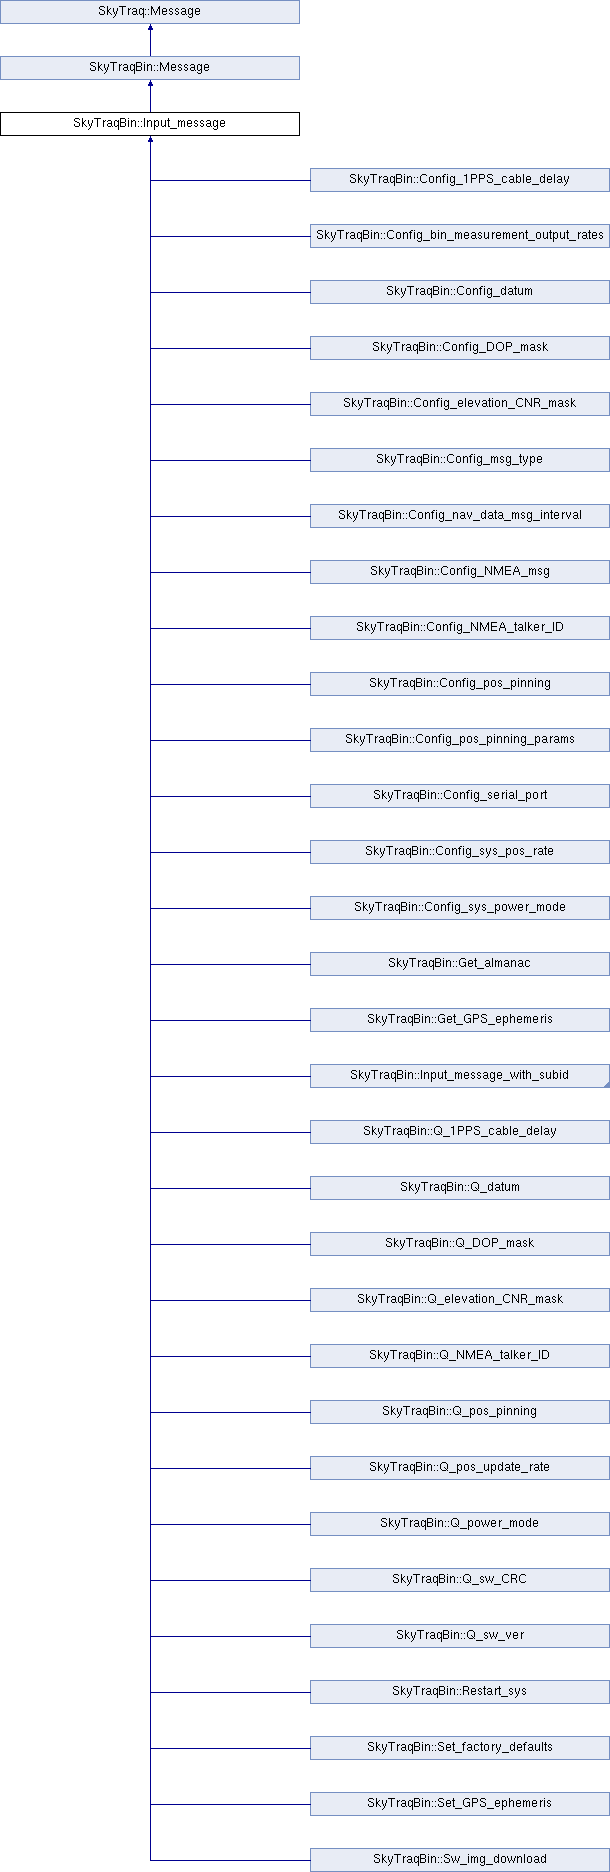 SkyTraq::Message
SkyTraqBin::Message
SkyTraqBin::Input_message
SkyTraqBin::Config_1PPS_cable_delay
SkyTraqBin::Config_bin_measurement_output_rates
SkyTraqBin::Config_datum
SkyTraqBin::Config_DOP_mask
SkyTraqBin::Config_elevation_CNR_mask
SkyTraqBin::Config_msg_type
SkyTraqBin::Config_nav_data_msg_interval
SkyTraqBin::Config_NMEA_msg
SkyTraqBin::Config_NMEA_talker_ID
SkyTraqBin::Config_pos_pinning
SkyTraqBin::Config_pos_pinning_params
SkyTraqBin::Config_serial_port
SkyTraqBin::Config_sys_pos_rate
SkyTraqBin::Config_sys_power_mode
SkyTraqBin::Get_almanac
SkyTraqBin::Get_GPS_ephemeris
SkyTraqBin::Input_message_with_subid
SkyTraqBin::Q_1PPS_cable_delay
SkyTraqBin::Q_datum
SkyTraqBin::Q_DOP_mask
SkyTraqBin::Q_elevation_CNR_mask
SkyTraqBin::Q_NMEA_talker_ID
SkyTraqBin::Q_pos_pinning
SkyTraqBin::Q_pos_update_rate
SkyTraqBin::Q_power_mode
SkyTraqBin::Q_sw_CRC
SkyTraqBin::Q_sw_ver
SkyTraqBin::Restart_sys
SkyTraqBin::Set_factory_defaults
SkyTraqBin::Set_GPS_ephemeris
SkyTraqBin::Sw_img_download